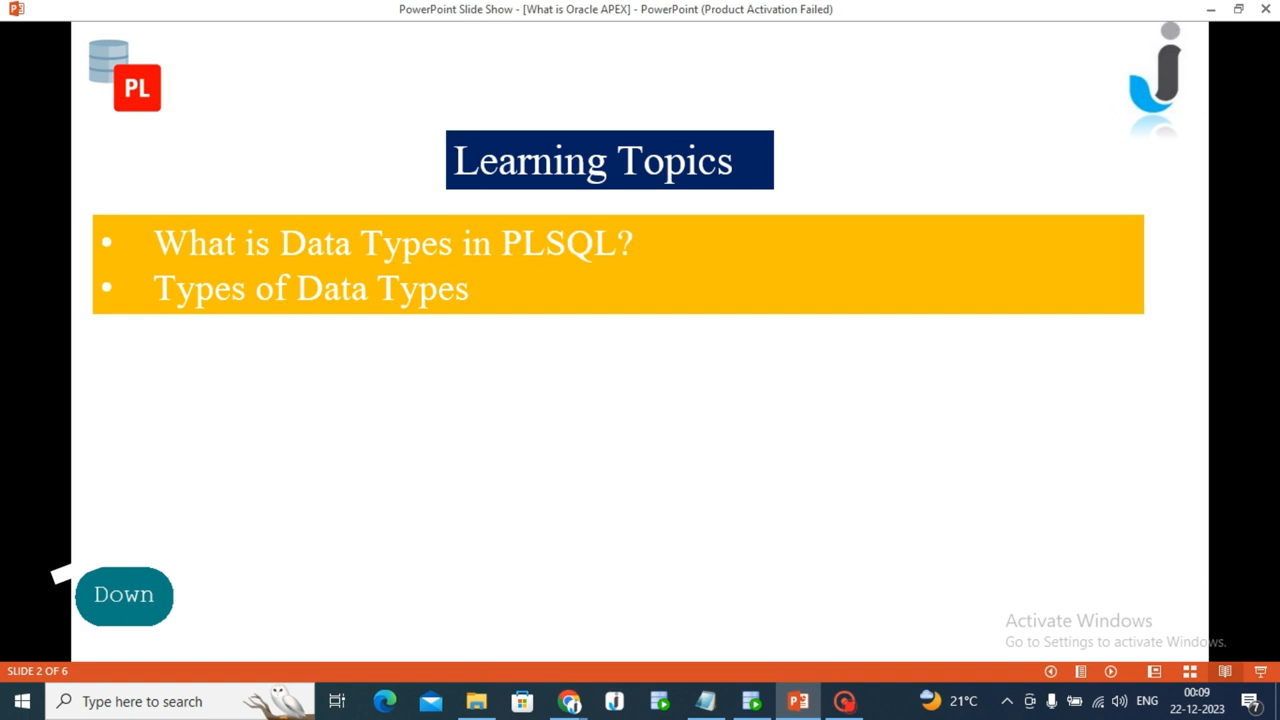 PowerPoint Slide Show - [What is Oracle APEX] - PowerPoint (Product Activation Failed)
PL
Learning Topics
• What is Data Types in PLSQL?
• Types of Data Types
Down
Activate Windows
Go to Settings to activate Windows.
SLIDE 2 OF 6
Type here to search
21°C
ENG
00:09
22-12-2023
7